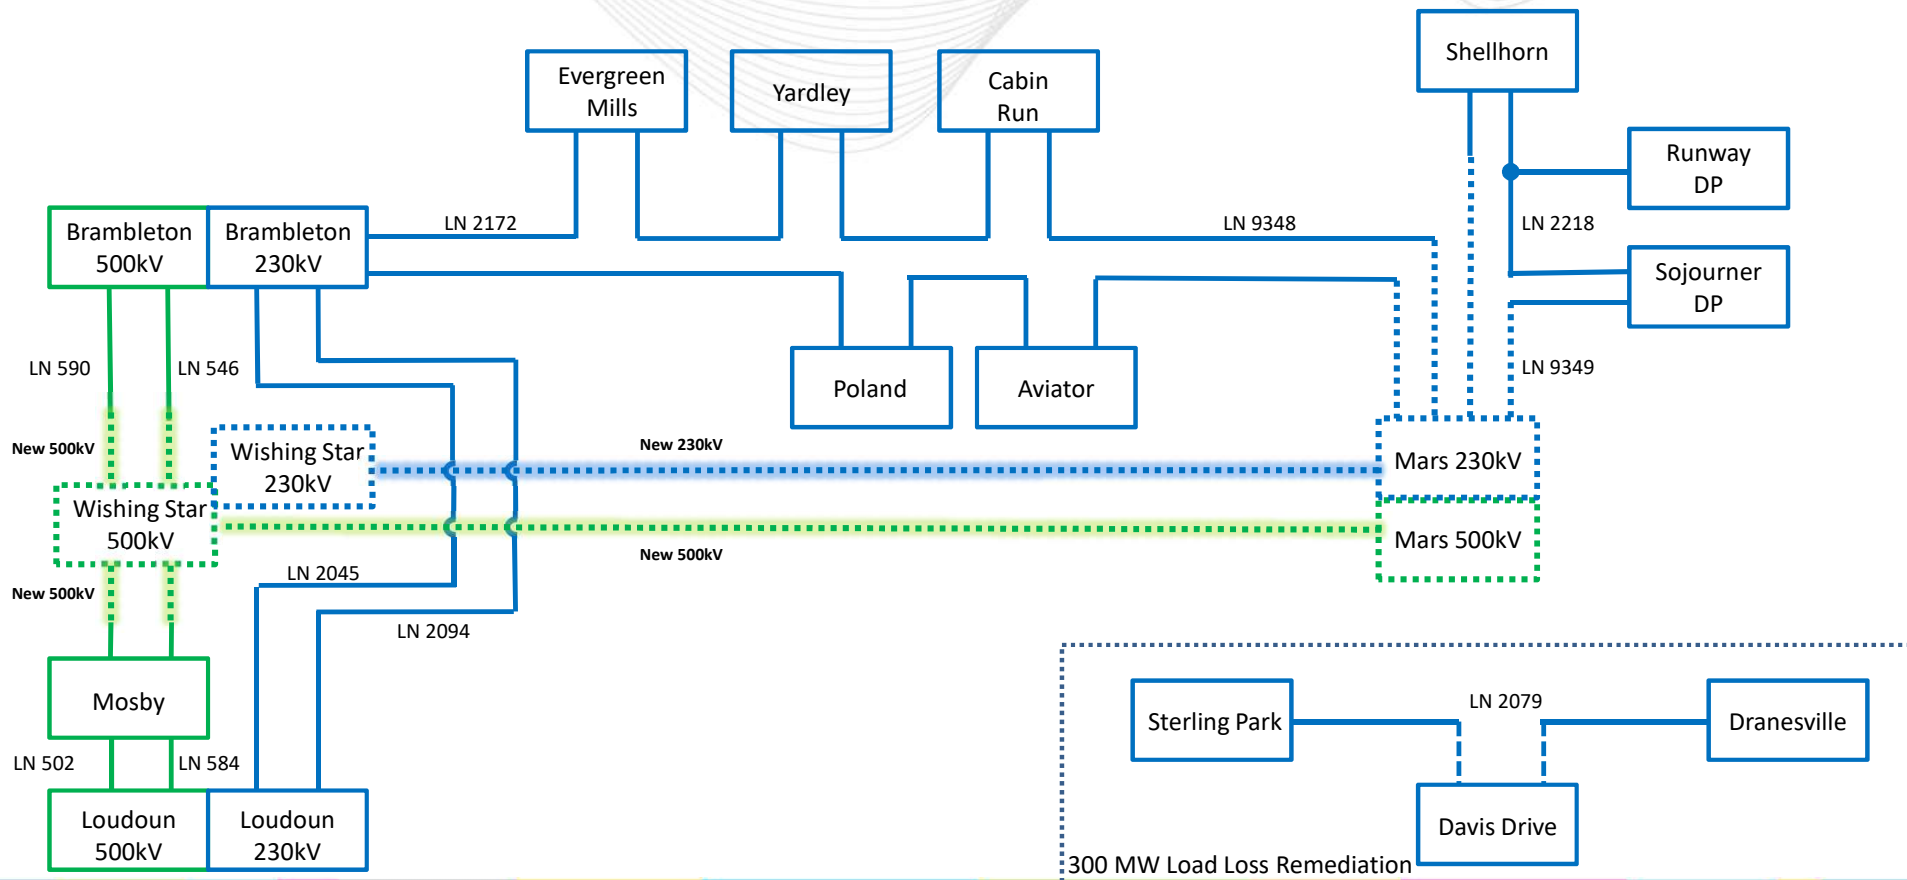 Shellhorn
Evergreen
Mills
Yardley
Cabin
Run
Runway
DP
LN 2172
LN 9348
LN 2218
Brambleton
500kV
Brambleton
230kV
Sojourner
DP
LN 590
LN 546
Poland
Aviator
LN 9349
New 500kV
Wishing Star
230kV
New 230kV
Mars 230kV
Wishing Star
500kV
New 500kV
Mars 500kV
New 500kV
LN 2045
LN 2094
Mosby
LN 502
LN 584
Loudoun
500kV
Loudoun
230kV
Sterling Park
LN 2079
Dranesville
Davis Drive
300 MW Load Loss Remediation